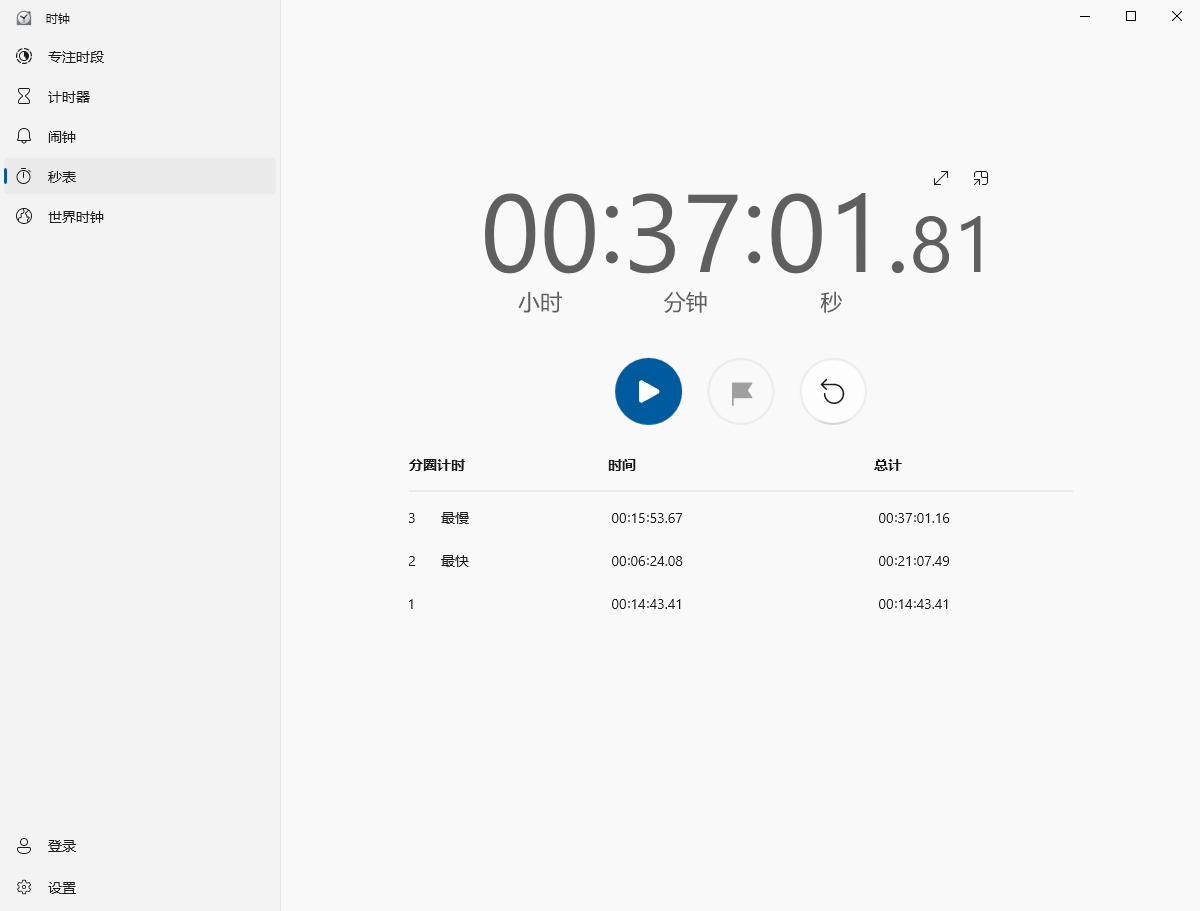 时钟
专注时段
计时器
闹钟
秒表
世界时钟
登录
设置
00:37:01.81
小时 分钟 秒
分圈计时 时间 总计
3 最慢 00:15:53.67 00:37:01.16
2 最快 00:06:24.08 00:21:07.49
1 00:14:43.41 00:14:43.41